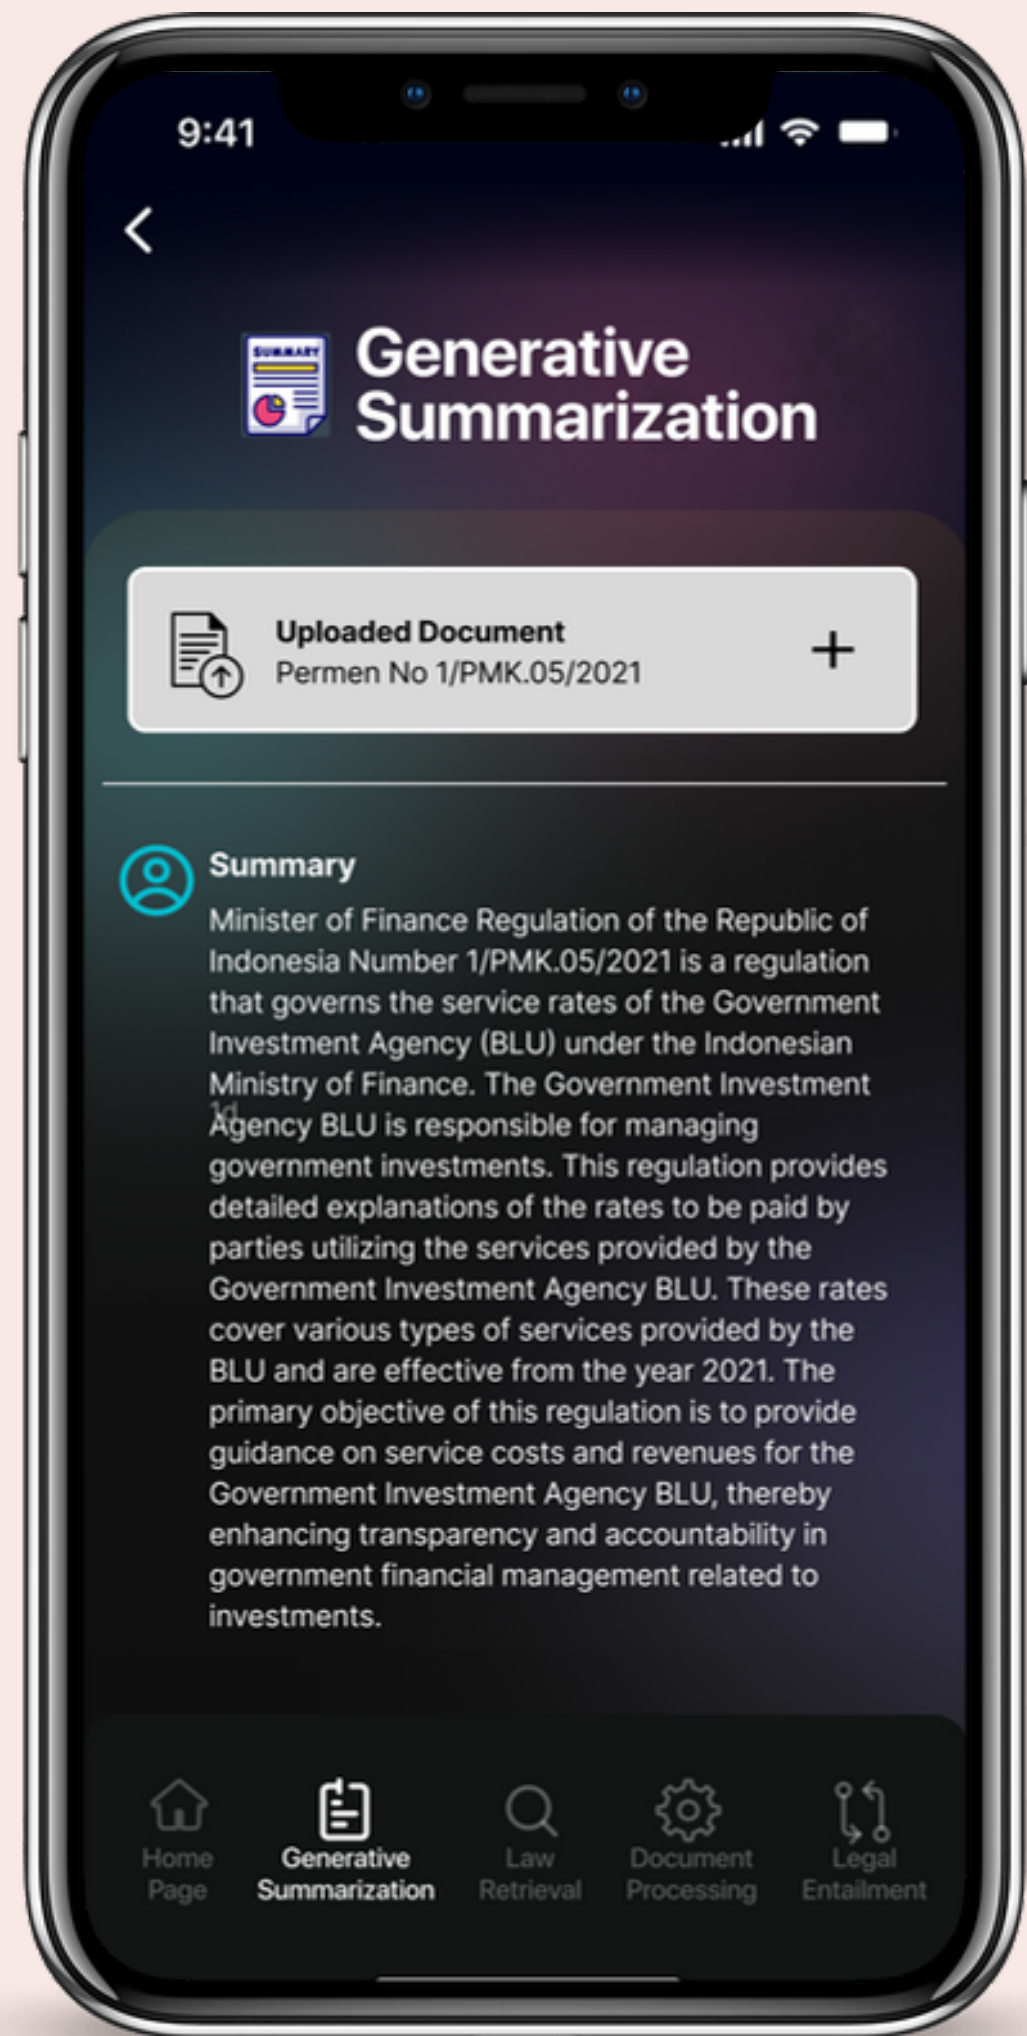 9:41
Generative
Summarization
SUMMARY
Uploaded Document
Permen No 1/PMK.05/2021
Summary
Minister of Finance Regulation of the Republic of
Indonesia Number 1/PMK.05/2021 is a regulation
that governs the service rates of the Government
Investment Agency (BLU) under the Indonesian
Ministry of Finance. The Government Investment
1d
Agency BLU is responsible for managing
government investments. This regulation provides
detailed explanations of the rates to be paid by
parties utilizing the services provided by the
Government Investment Agency BLU. These rates
cover various types of services provided by the
BLU and are effective from the year 2021. The
primary objective of this regulation is to provide
guidance on service costs and revenues for the
Government Investment Agency BLU, thereby
enhancing transparency and accountability in
government financial management related to
investments.
Home
Page
Generative
Summarization
Law
Retrieval
Document
Processing
Legal
Entailment